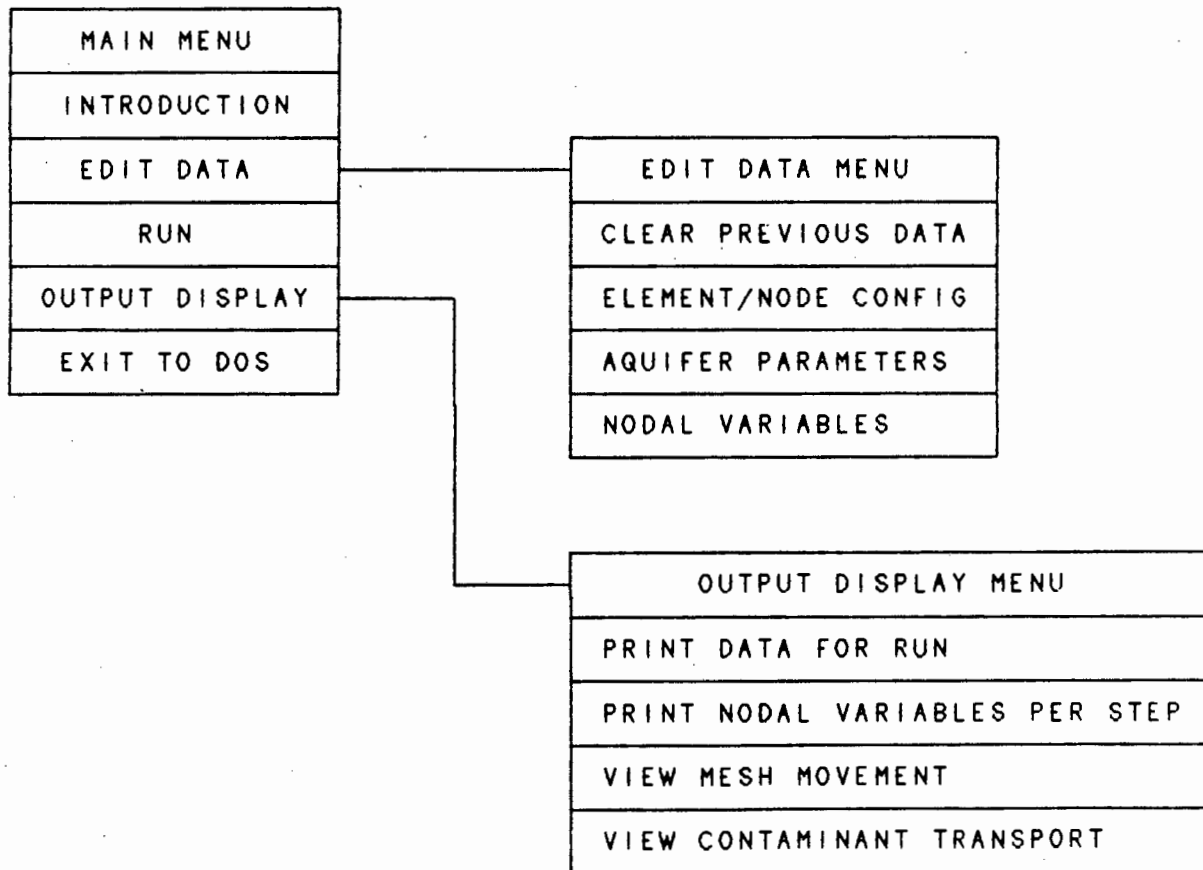 MAIN MENU
INTRODUCTION
EDIT DATA
RUN
OUTPUT DISPLAY
EXIT TO DOS
EDIT DATA MENU
CLEAR PREVIOUS DATA
ELEMENT/NODE CONFIG
AQUIFER PARAMETERS
NODAL VARIABLES
OUTPUT DISPLAY MENU
PRINT DATA FOR RUN
PRINT NODAL VARIABLES PER STEP
VIEW MESH MOVEMENT
VIEW CONTAMINANT TRANSPORT